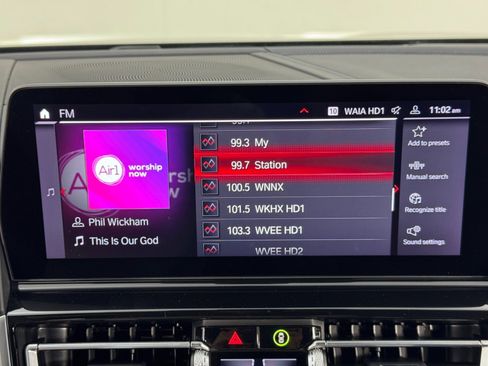 FM
10 WAIA HD1 11:02 am
Air1 worship now
Phil Wickham
This Is Our God
99.3 My
99.7 Station
100.5 WNNX
101.5 WKHX HD1
103.3 WVEE HD1
WVEE HD2
Add to presets
Manual search
Recognize title
Sound settings